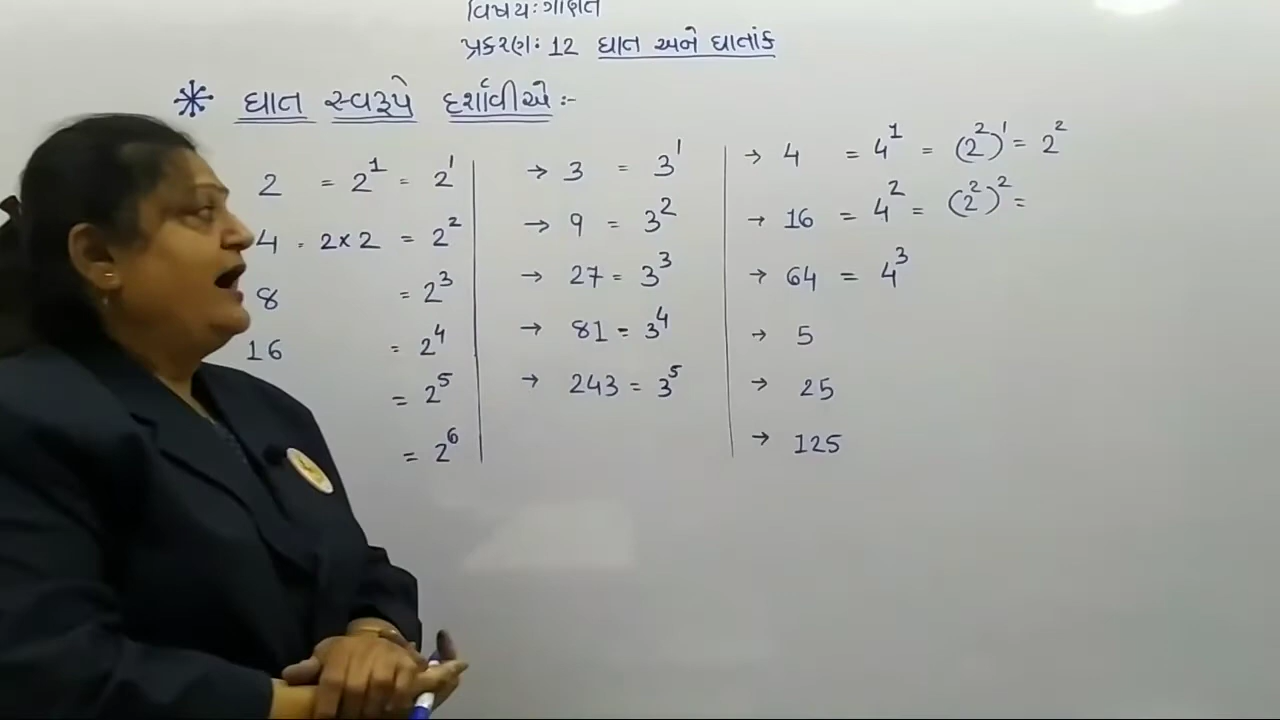 વિષય: ગણિત
પ્રકરણ: 12 ઘાત અને ઘાતાંક
* ઘાત સ્વરૂપે દર્શાવીએ :-
2 = 2¹ = 2¹
4 = 2×2 = 2²
8 = 2³
16 = 2⁴
= 2⁵
= 2⁶
→ 3 = 3¹
→ 9 = 3²
→ 27 = 3³
→ 81 = 3⁴
→ 243 = 3⁵
→ 4 = 4¹ = (2²)¹ = 2²
→ 16 = 4² = (2²)² =
→ 64 = 4³
→ 5
→ 25
→ 125